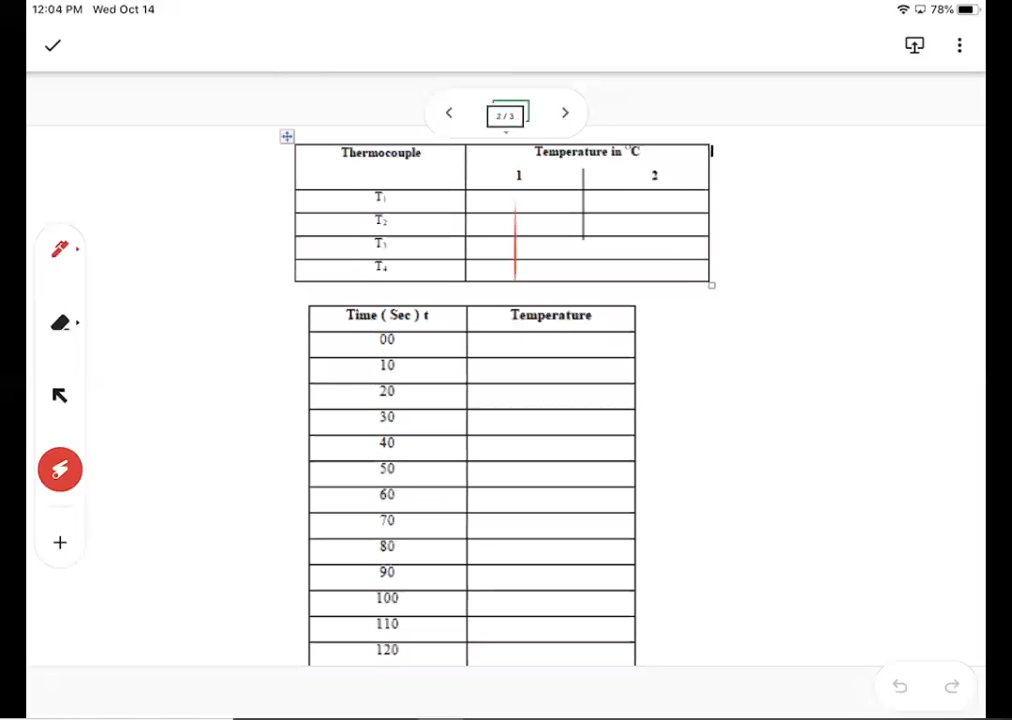 12:04 PM Wed Oct 14 78%
2 / 3
Thermocouple Temperature in °C
1 2
T1
T2
T3
T4
Time ( Sec ) t Temperature
00
10
20
30
40
50
60
70
80
90
100
110
120